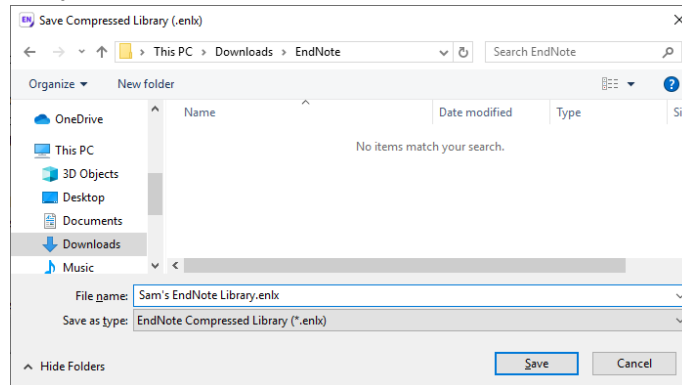 EN Save Compressed Library (.enlx)
This PC > Downloads > EndNote
Search EndNote
Organize New folder
Name Date modified Type Si
No items match your search.
OneDrive
This PC
3D Objects
Desktop
Documents
Downloads
Music
File name: Sam's EndNote Library.enlx
Save as type: EndNote Compressed Library (*.enlx)
Hide Folders Save Cancel